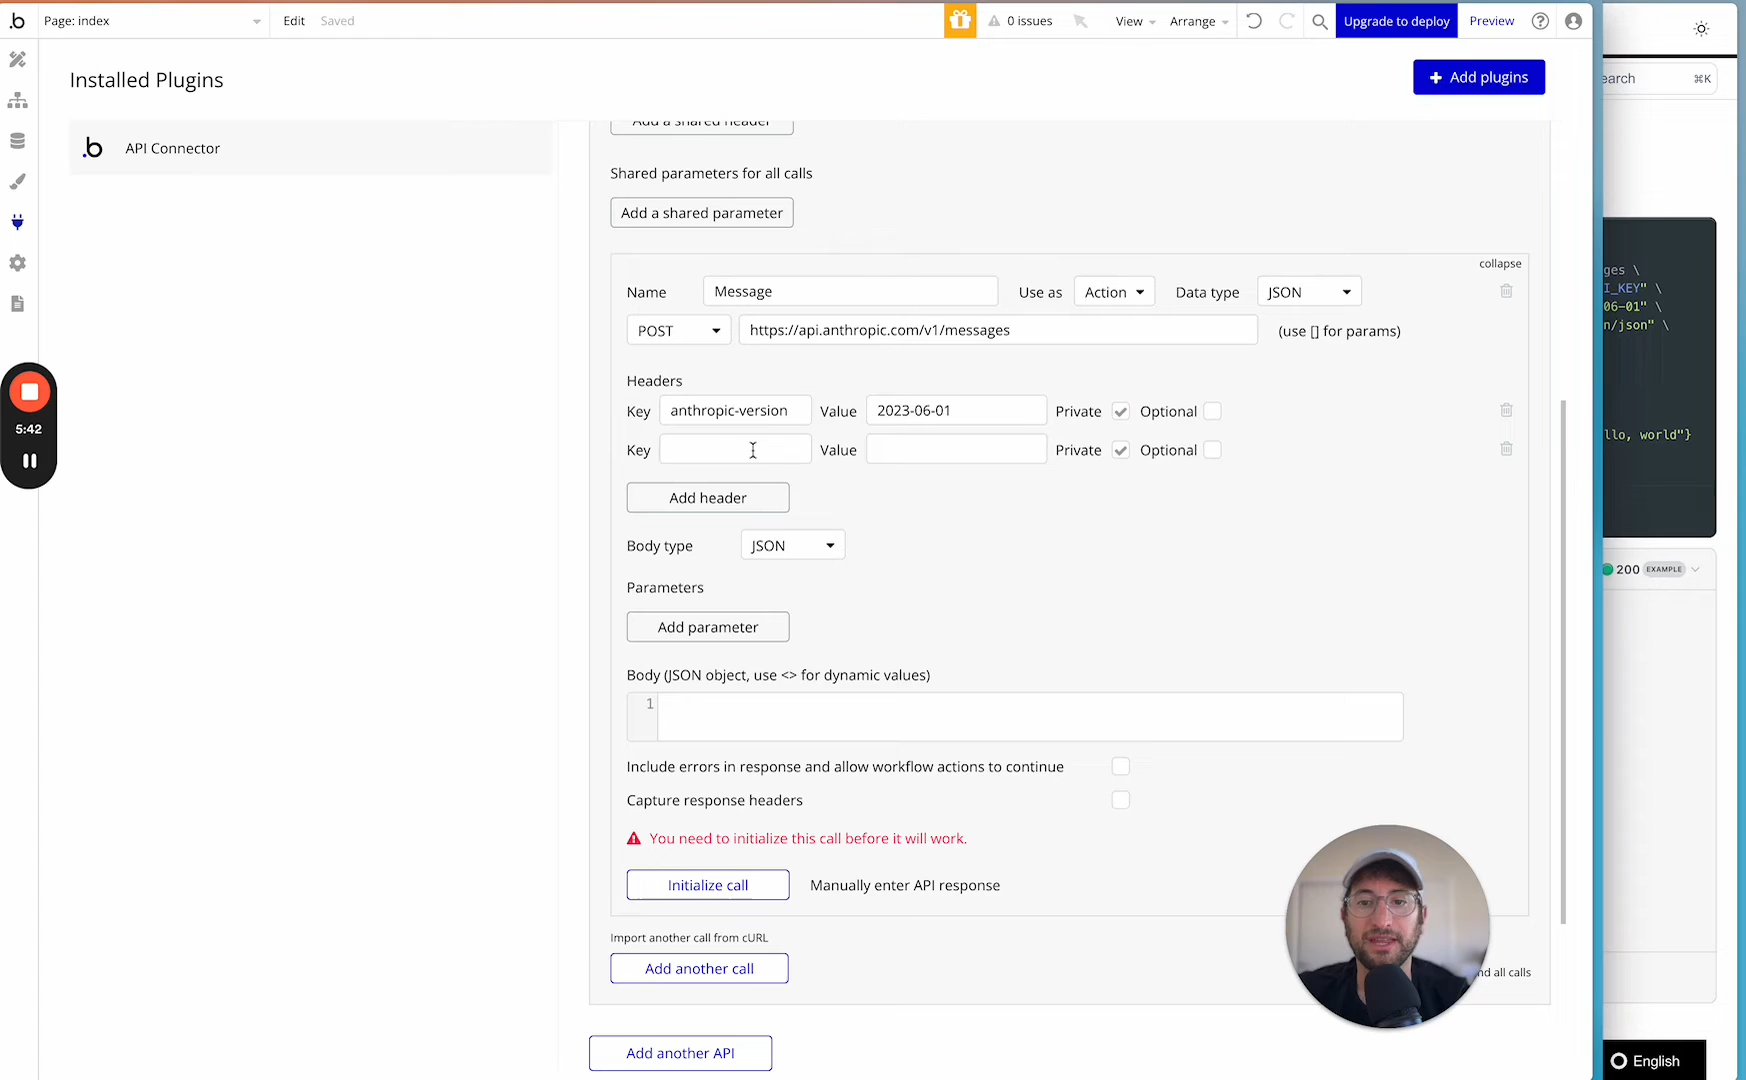 .b Page: index Edit Saved 0 issues View Arrange Upgrade to deploy Preview ?
Installed Plugins
+ Add plugins
earch ⌘K
.b API Connector
Add a shared header
Shared parameters for all calls
Add a shared parameter
collapse
Name Message Use as Action Data type JSON
POST https://api.anthropic.com/v1/messages (use [] for params)
Headers
Key anthropic-version Value 2023-06-01 Private Optional
Key Value Private Optional
Add header
Body type JSON
Parameters
Add parameter
Body (JSON object, use <> for dynamic values)
1
Include errors in response and allow workflow actions to continue
Capture response headers
You need to initialize this call before it will work.
Initialize call Manually enter API response
Import another call from cURL
Add another call
nd all calls
Add another API
5:42
ges \
I_KEY" \
06-01" \
n/json" \
llo, world"}
200 EXAMPLE
English